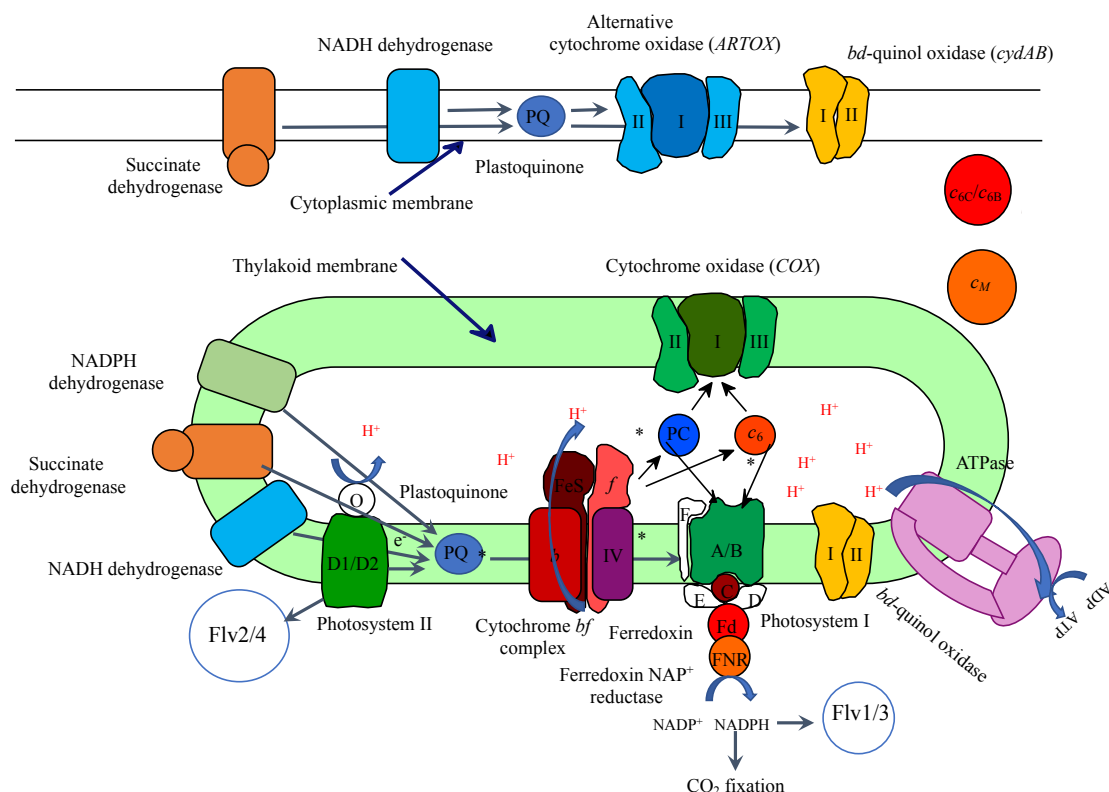 Alternative
cytochrome oxidase (ARTOX)
NADH dehydrogenase
bd-quinol oxidase (cydAB)
PQ
II
I
III
I
II
Succinate
dehydrogenase
Plastoquinone
Cytoplasmic membrane
c6C/c6B
Thylakoid membrane
Cytochrome oxidase (COX)
cM
II
I
III
NADPH
dehydrogenase
H⁺
H⁺
H⁺
H⁺
*
PC
c6
*
H⁺
H⁺
H⁺
H⁺
ATPase
Succinate
dehydrogenase
Plastoquinone
O
FeS
f
F
e-
D1/D2
PQ
*
b
IV
*
A/B
I
II
NADH dehydrogenase
C
E
D
Flv2/4
Photosystem II
Cytochrome bf
complex
Ferredoxin
Fd
Photosystem I
bd-quinol oxidase
ADP
ATP
FNR
Ferredoxin NAP⁺
reductase
NADP⁺
NADPH
Flv1/3
CO₂ fixation